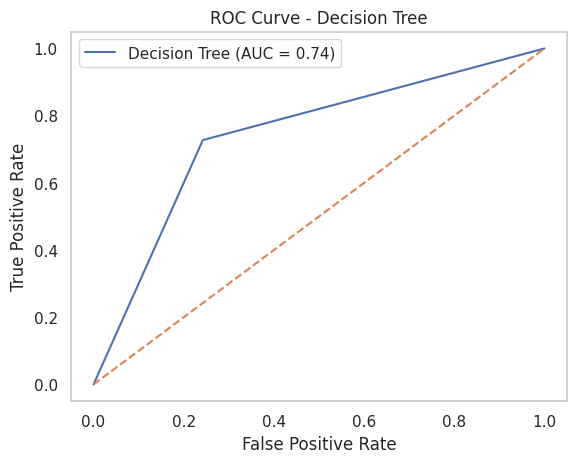 ROC Curve - Decision Tree
Decision Tree (AUC = 0.74)
True Positive Rate
1.0
0.8
0.6
0.4
0.2
0.0
0.0 0.2 0.4 0.6 0.8 1.0
False Positive Rate